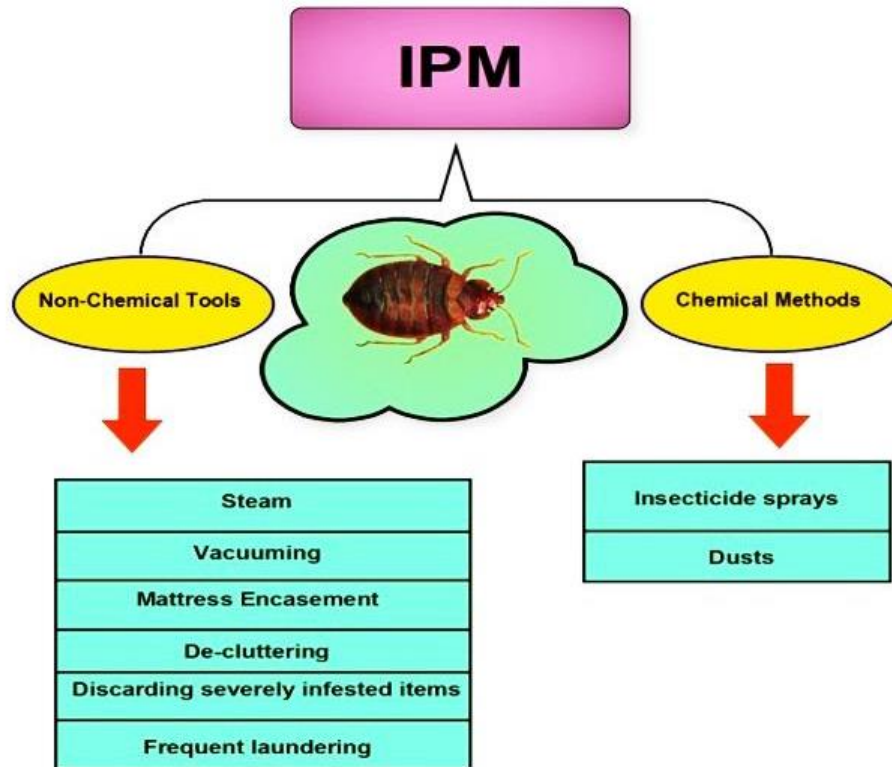 IPM
Non-Chemical Tools
Chemical Methods
Steam
Vacuuming
Mattress Encasement
De-cluttering
Discarding severely infested items
Frequent laundering
Insecticide sprays
Dusts